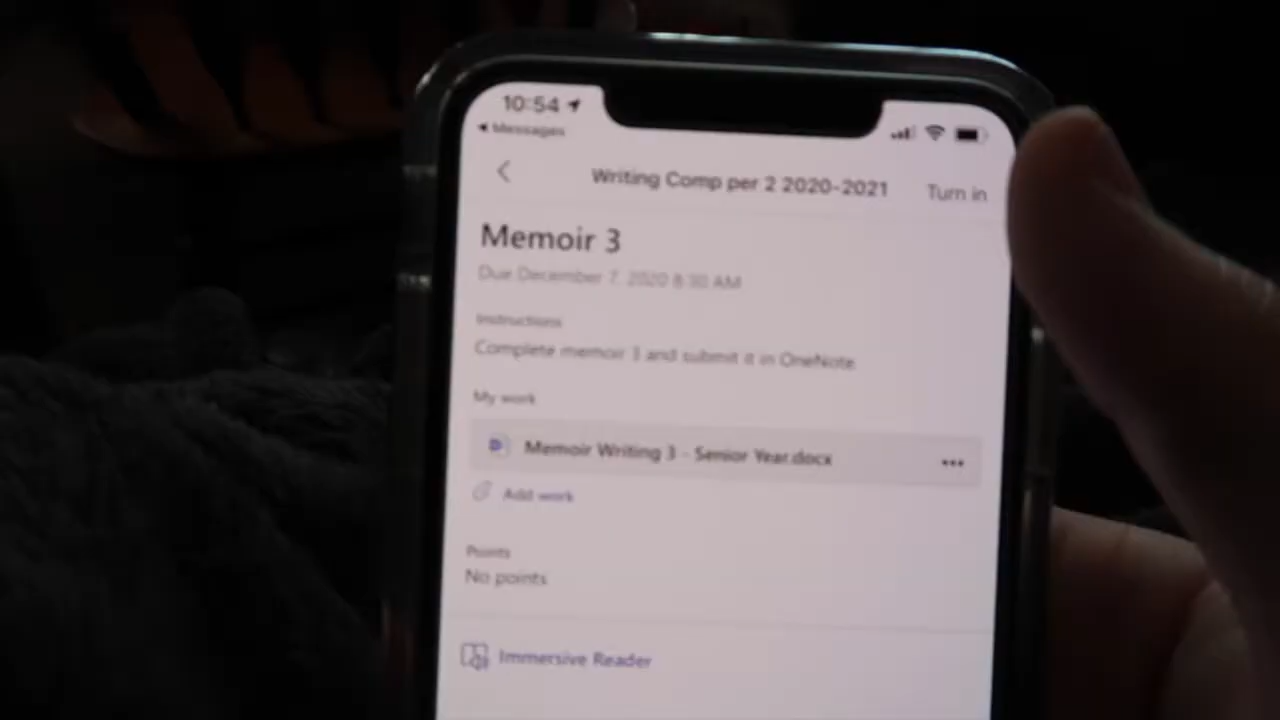 10:54
Messages
Writing Comp per 2 2020-2021
Turn in
Memoir 3
Due December 7, 2020 8:30 AM
Instructions
Complete memoir 3 and submit it in OneNote
My work
Memoir Writing 3 - Senior Year.docx
Add work
Points
No points
Immersive Reader